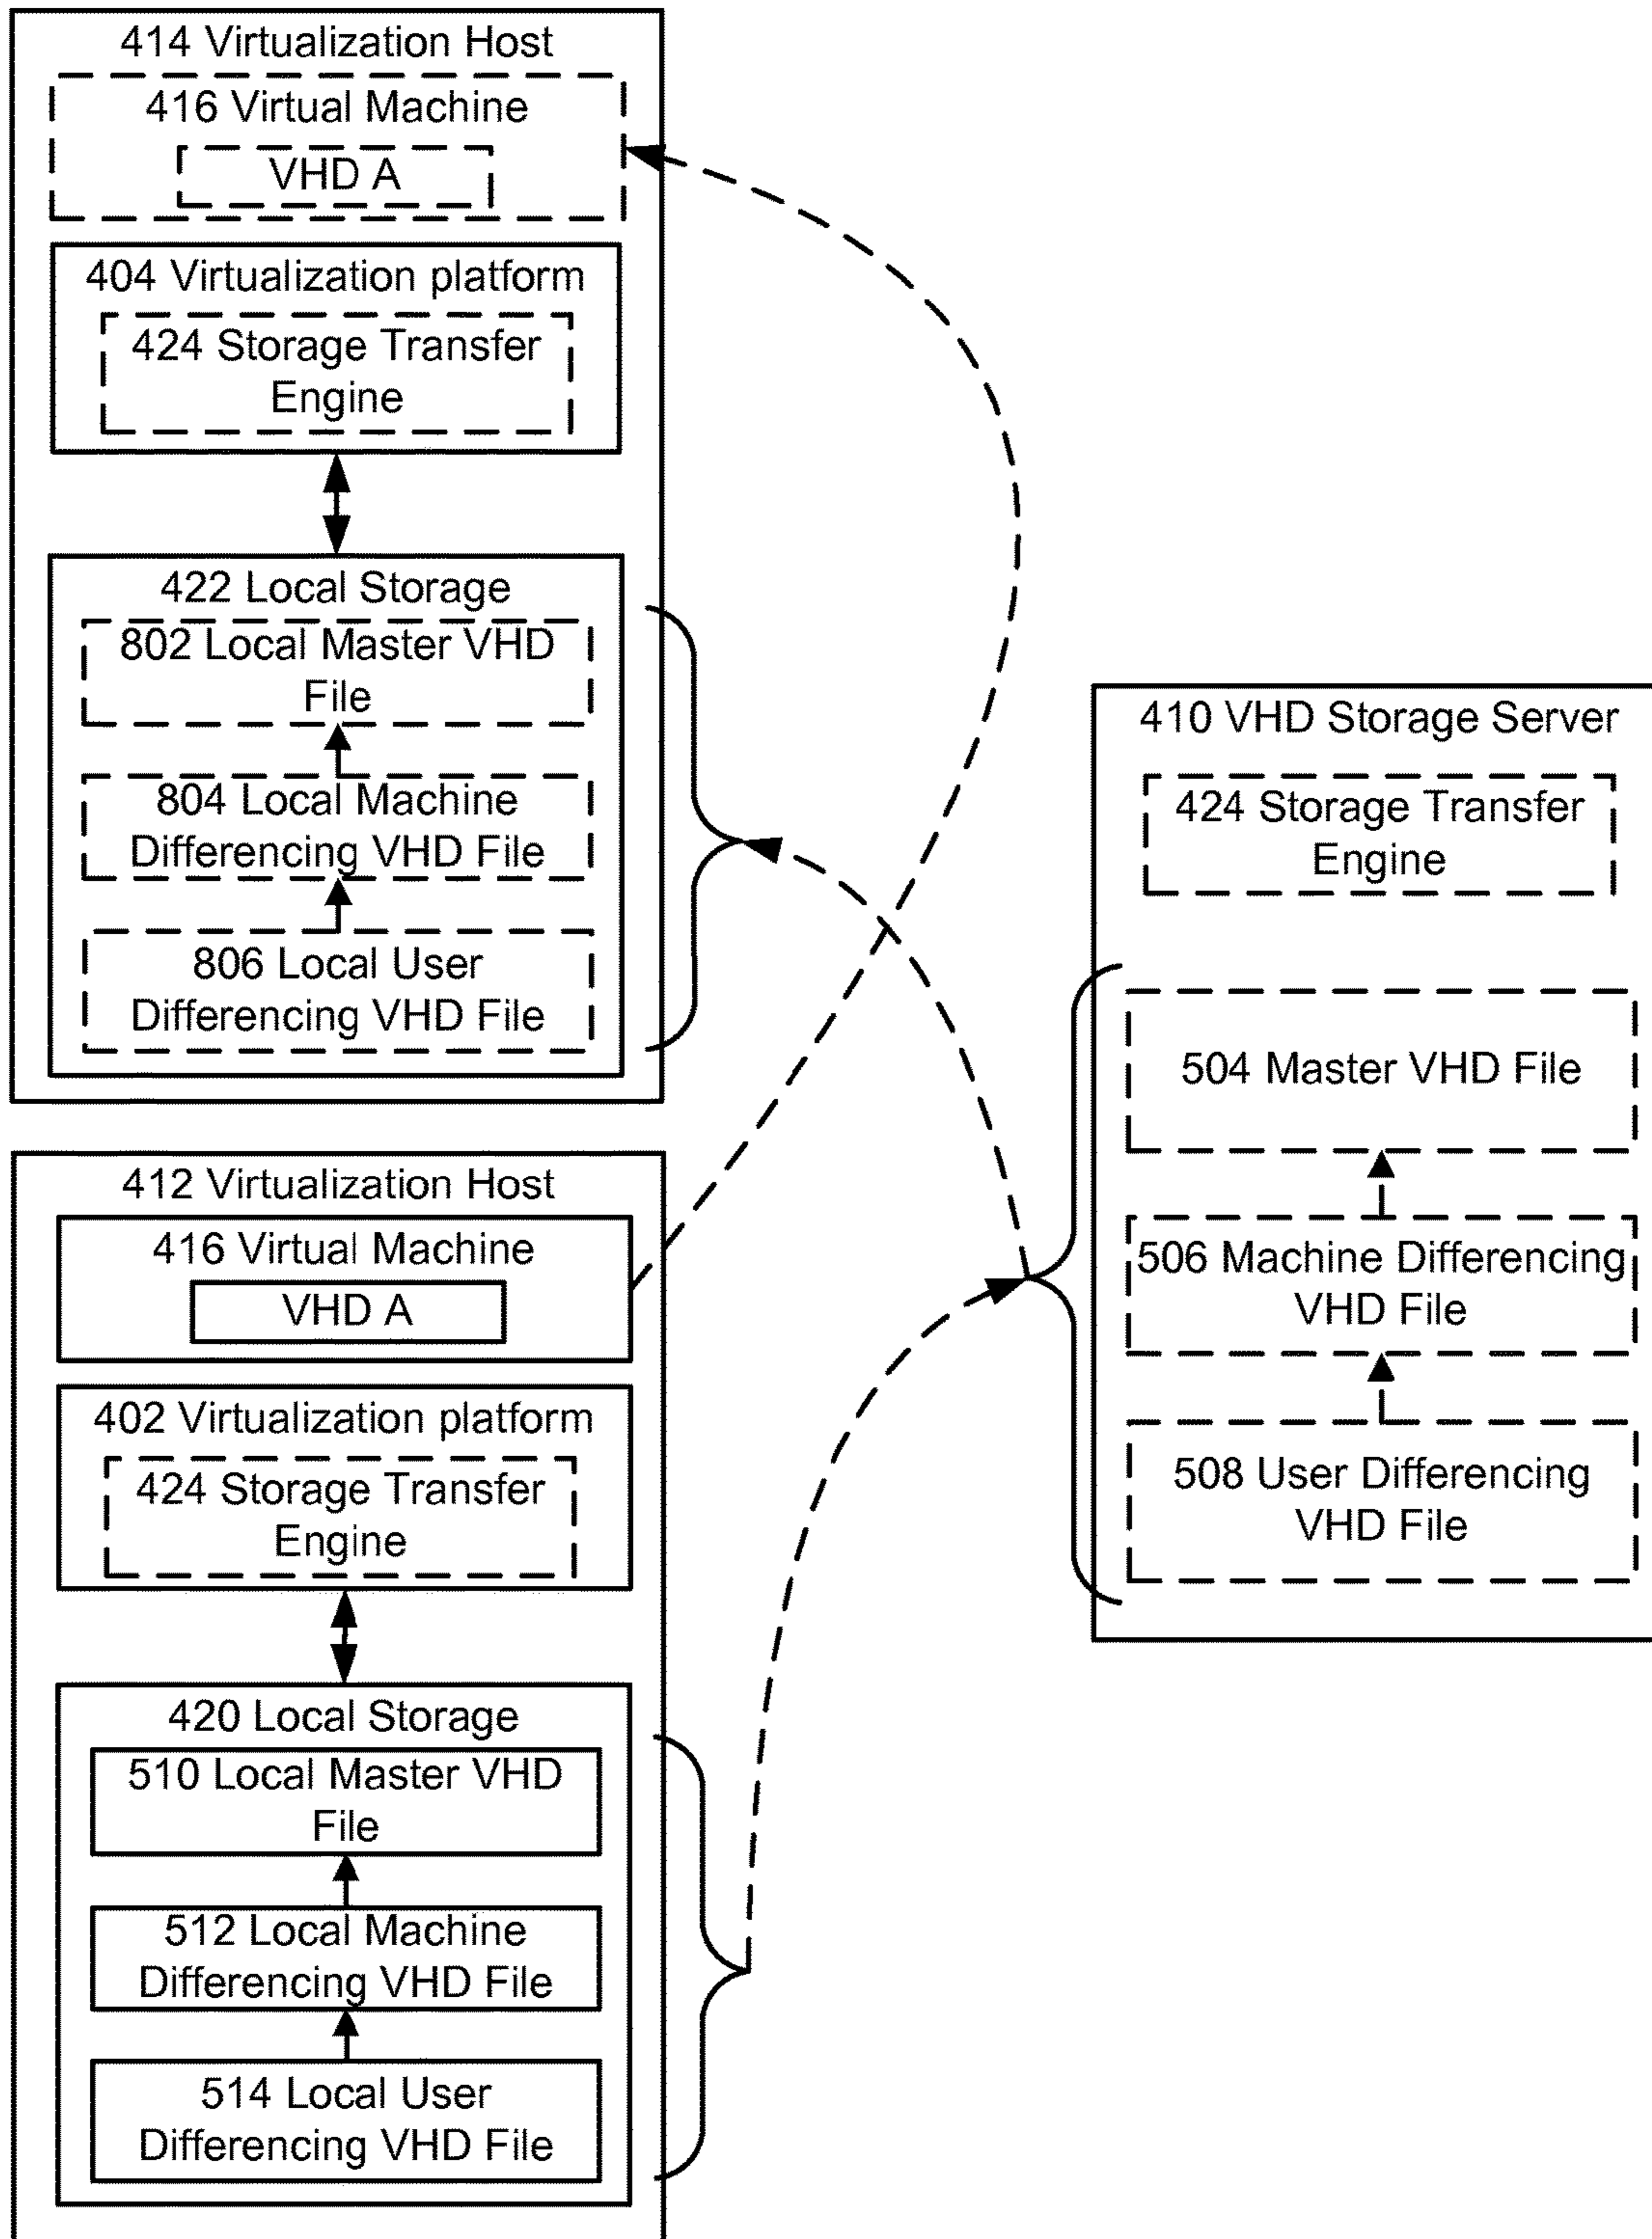 414 Virtualization Host
416 Virtual Machine
VHD A
404 Virtualization platform
424 Storage Transfer
Engine
422 Local Storage
802 Local Master VHD
File
804 Local Machine
Differencing VHD File
806 Local User
Differencing VHD File
412 Virtualization Host
416 Virtual Machine
VHD A
402 Virtualization platform
424 Storage Transfer
Engine
420 Local Storage
510 Local Master VHD
File
512 Local Machine
Differencing VHD File
514 Local User
Differencing VHD File
410 VHD Storage Server
424 Storage Transfer
Engine
504 Master VHD File
506 Machine Differencing
VHD File
508 User Differencing
VHD File